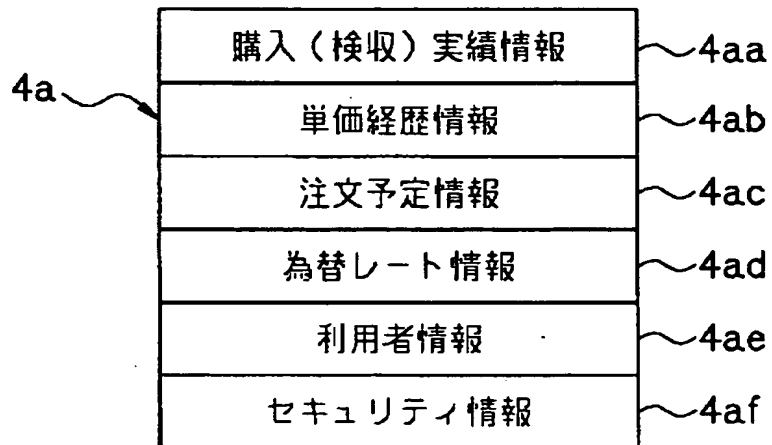 購入(検収)実績情報 4aa
4a
単価経歴情報 4ab
注文予定情報 4ac
為替レート情報 4ad
利用者情報 4ae
セキュリティ情報 4af